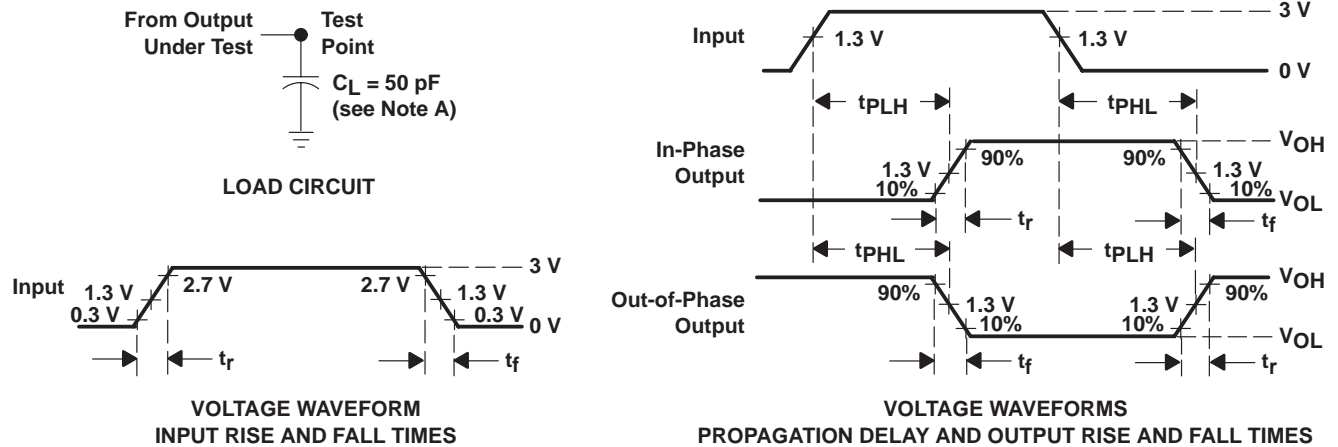 From Output
Under Test
Test
Point
CL = 50 pF
(see Note A)
LOAD CIRCUIT
Input
1.3 V
0.3 V
2.7 V
2.7 V
1.3 V
0.3 V
3 V
0 V
tr
tf
VOLTAGE WAVEFORM
INPUT RISE AND FALL TIMES
Input
1.3 V
1.3 V
3 V
0 V
tPLH
tPHL
In-Phase
Output
1.3 V
10%
90%
90%
1.3 V
10%
VOH
VOL
tr
tf
tPHL
tPLH
Out-of-Phase
Output
90%
1.3 V
10%
1.3 V
10%
90%
VOH
VOL
tf
tr
VOLTAGE WAVEFORMS
PROPAGATION DELAY AND OUTPUT RISE AND FALL TIMES